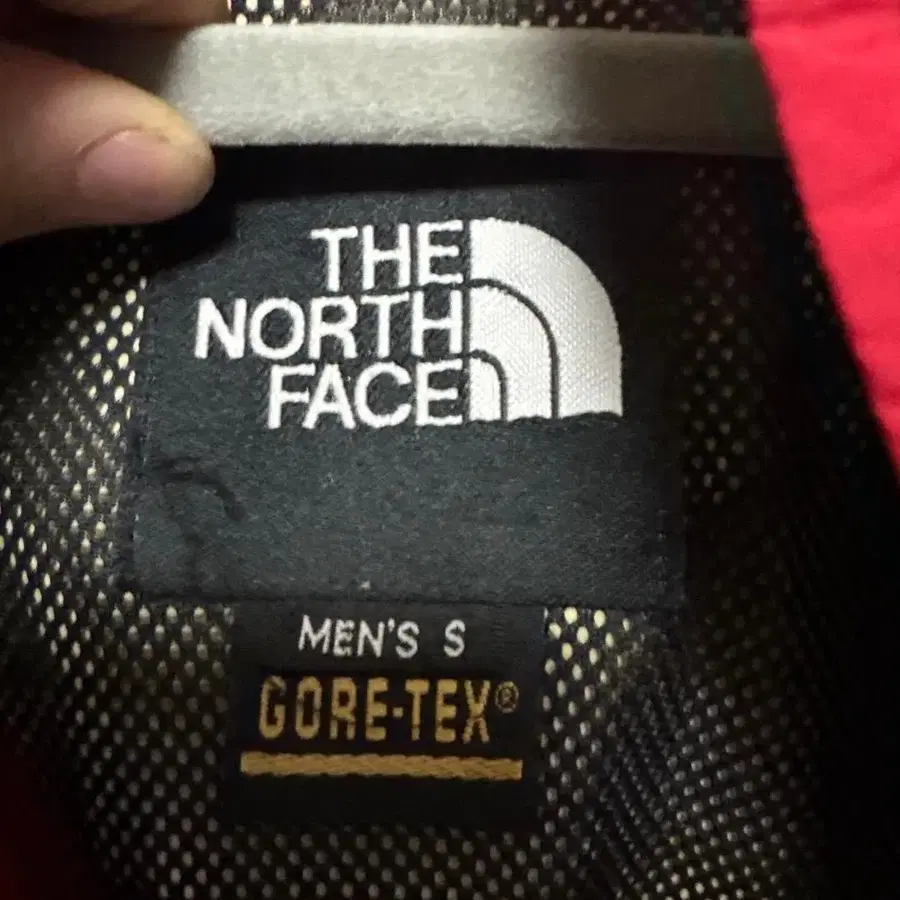 THE
NORTH
FACE
MEN'S S
GORE-TEX®